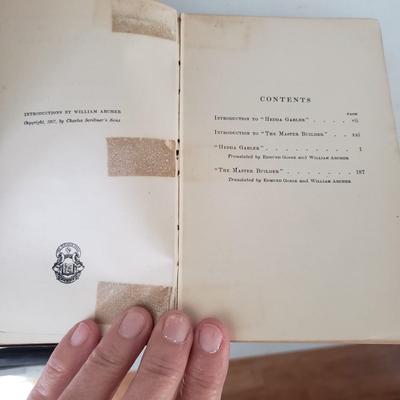 INTRODUCTIONS BY WILLIAM ARCHER
Copyright, 1907, by Charles Scribner's Sons
CONTENTS
PAGE
INTRODUCTION TO "HEDDA GABLER" . . . . vii
INTRODUCTION TO "THE MASTER BUILDER" . . xxi
"HEDDA GABLER" . . . . . . . . . 1
Translated by EDMUND GOSSE and WILLIAM ARCHER
"THE MASTER BUILDER" . . . . . . . 187
Translated by EDMUND GOSSE and WILLIAM ARCHER